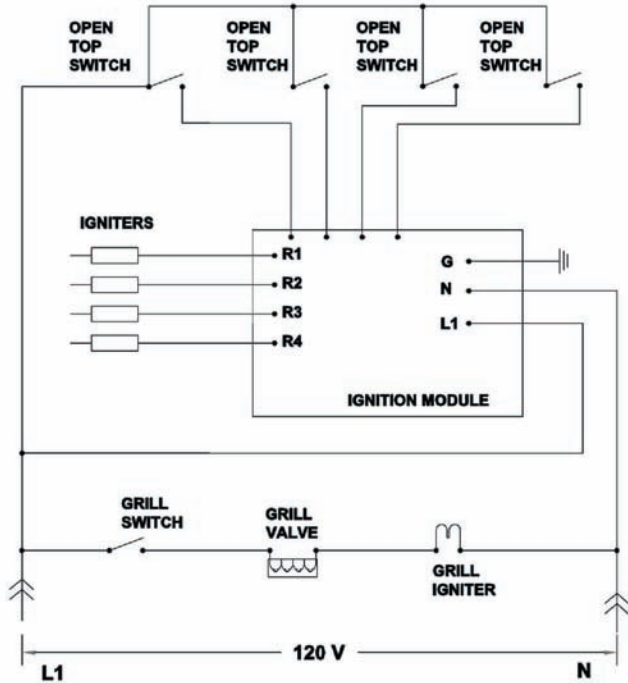 OPEN
TOP
SWITCH
OPEN
TOP
SWITCH
OPEN
TOP
SWITCH
OPEN
TOP
SWITCH
IGNITERS
R1
R2
R3
R4
G
N
L1
IGNITION MODULE
GRILL
SWITCH
GRILL
VALVE
GRILL
IGNITER
120 V
L1
N